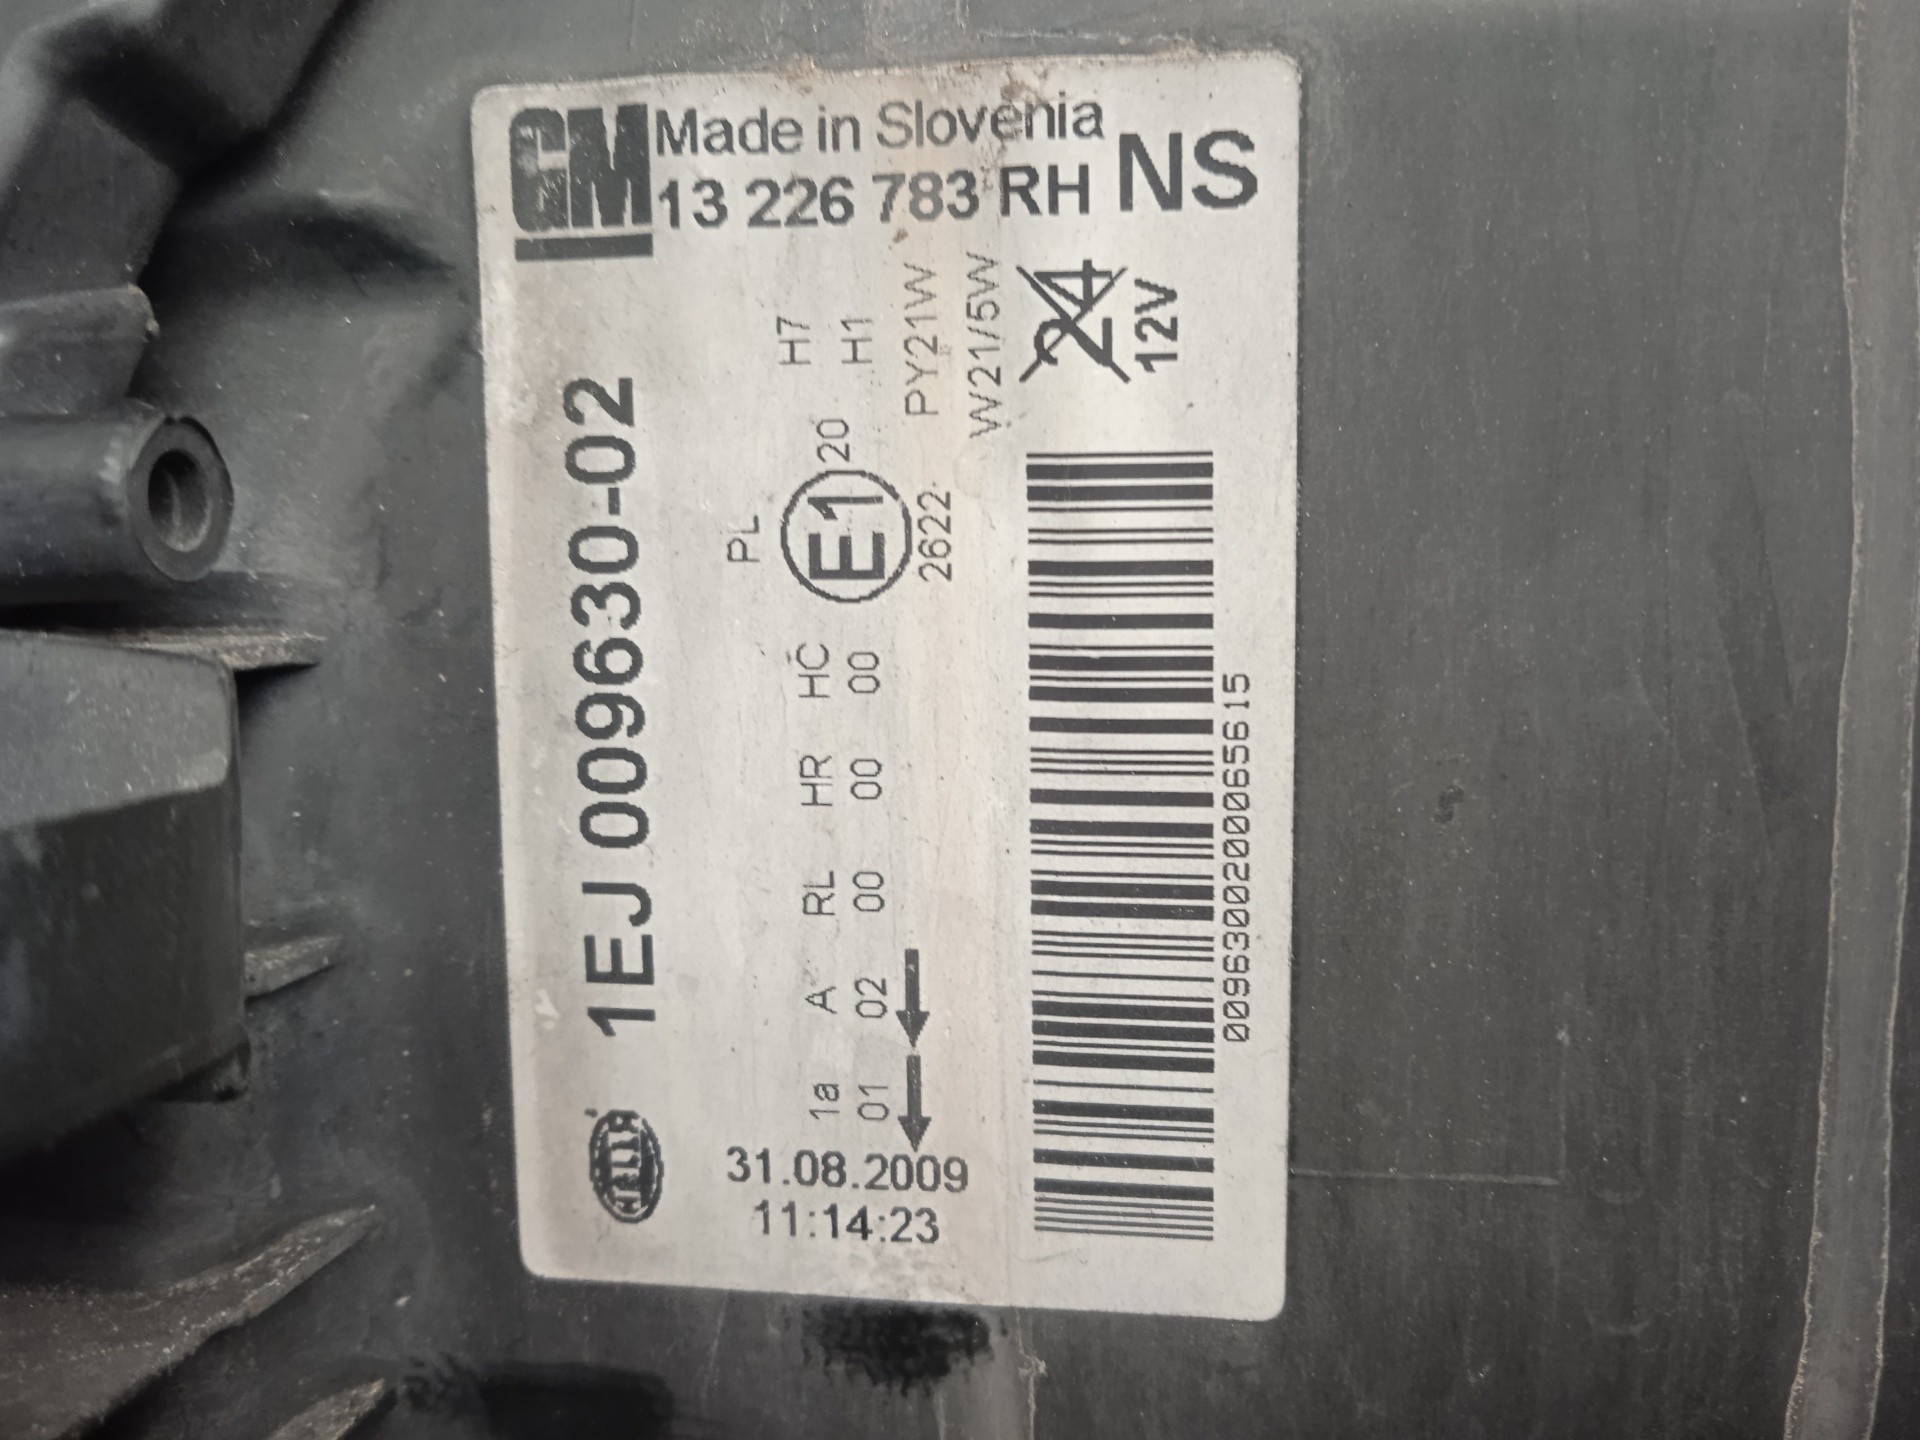 GM
Made in Slovenia
13 226 783 RH NS
HELLA
1EJ 009630-02
PL
H7
H1
PY21W
W21/5W
1a A RL HR HC E1 20
01 02 00 00 00
2622
24
12V
31.08.2009
11:14:23
0096300200065615